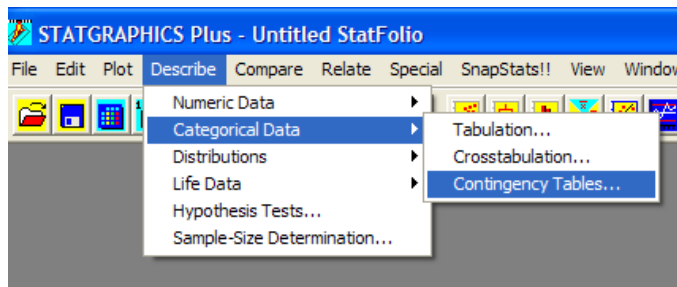 STATGRAPHICS Plus - Untitled StatFolio
File Edit Plot Describe Compare Relate Special SnapStats!! View Window
Numeric Data
Categorical Data
Distributions
Life Data
Hypothesis Tests...
Sample-Size Determination...
Tabulation...
Crosstabulation...
Contingency Tables...